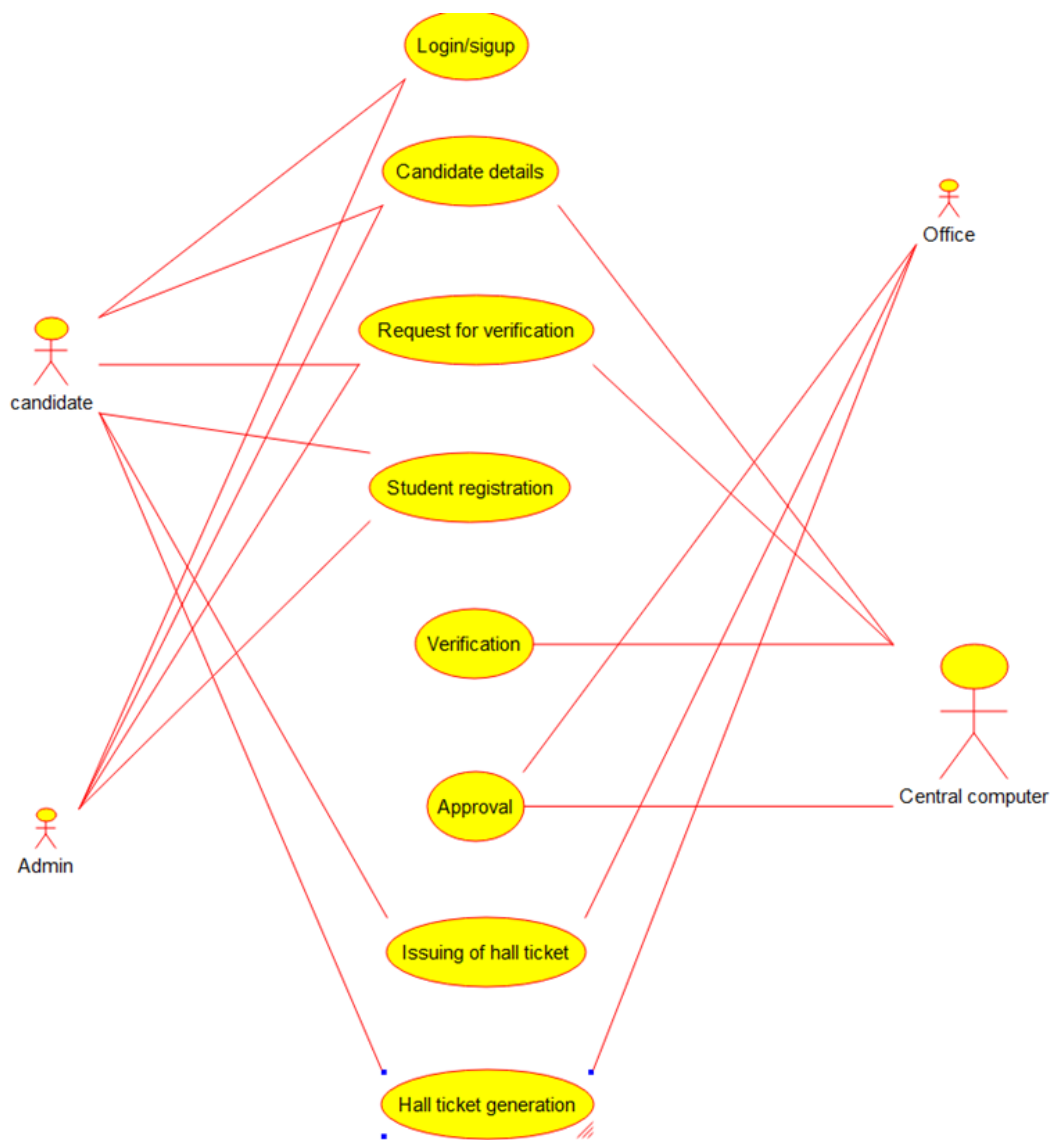 Login/sigup
Candidate details
Office
Request for verification
candidate
Student registration
Verification
Central computer
Approval
Admin
Issuing of hall ticket
Hall ticket generation